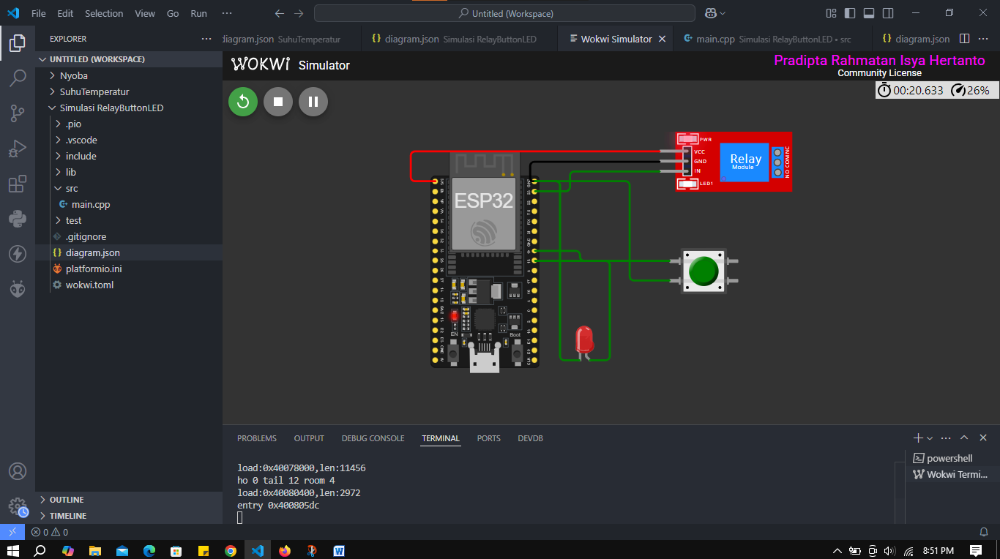 File Edit Selection View Go Run ···
Untitled (Workspace)
EXPLORER ···
diagram.json SuhuTemperatur
{} diagram.json Simulasi RelayButtonLED
Wokwi Simulator
main.cpp Simulasi RelayButtonLED • src
{} diagram.json
···
UNTITLED (WORKSPACE)
Nyoba
SuhuTemperatur
Simulasi RelayButtonLED
.pio
.vscode
include
lib
src
main.cpp
test
.gitignore
{} diagram.json
platformio.ini
wokwi.toml
OUTLINE
TIMELINE
WOKWI Simulator
Pradipta Rahmatan Isya Hertanto
Community License
00:20.633 26%
PWR
VCC
GND
IN
LED1
Relay
Module
NO COM NC
ESP32
EN
Boot
PROBLEMS OUTPUT DEBUG CONSOLE TERMINAL PORTS DEVDB
···
load:0x40078000,len:11456
ho 0 tail 12 room 4
load:0x40080400,len:2972
entry 0x400805dc
powershell
Wokwi Termi...
0 0
8:51 PM